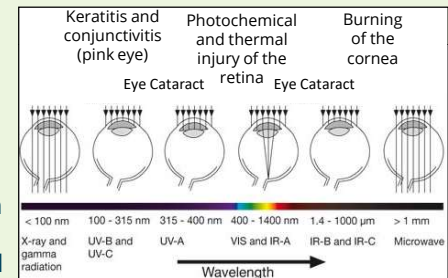 Keratitis and
conjunctivitis
(pink eye)
Photochemical
and thermal
injury of the
retina
Burning
of the
cornea
Eye Cataract
Eye Cataract
< 100 nm
100 - 315 nm
315 - 400 nm
400 - 1400 nm
1.4 - 1000 µm
> 1 mm
X-ray and
gamma
radiation
UV-B and
UV-C
UV-A
VIS and IR-A
IR-B and IR-C
Microwave
Wavelength